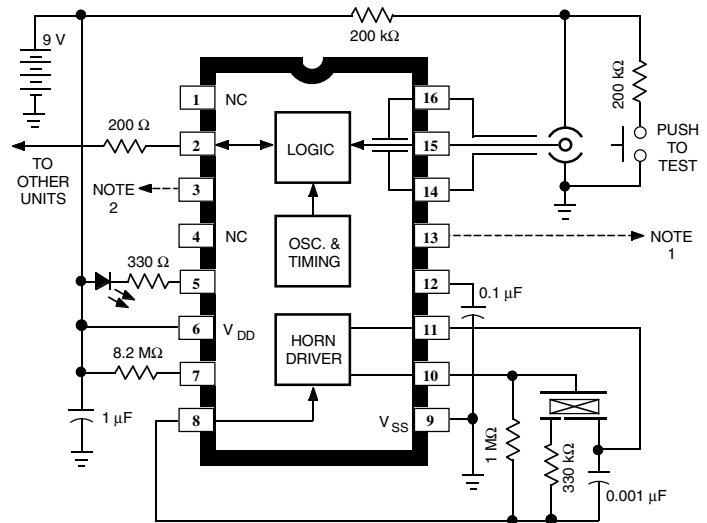 9 V
200 kΩ
200 kΩ
PUSH
TO
TEST
1
NC
16
200 Ω
2
LOGIC
15
TO
OTHER
UNITS
NOTE
2
3
14
4
NC
OSC. &
TIMING
13
NOTE
1
330 Ω
5
12
0.1 µF
6
V DD
HORN
DRIVER
11
8.2 MΩ
7
10
1 µF
8
V SS
9
1 MΩ
330 kΩ
0.001 µF